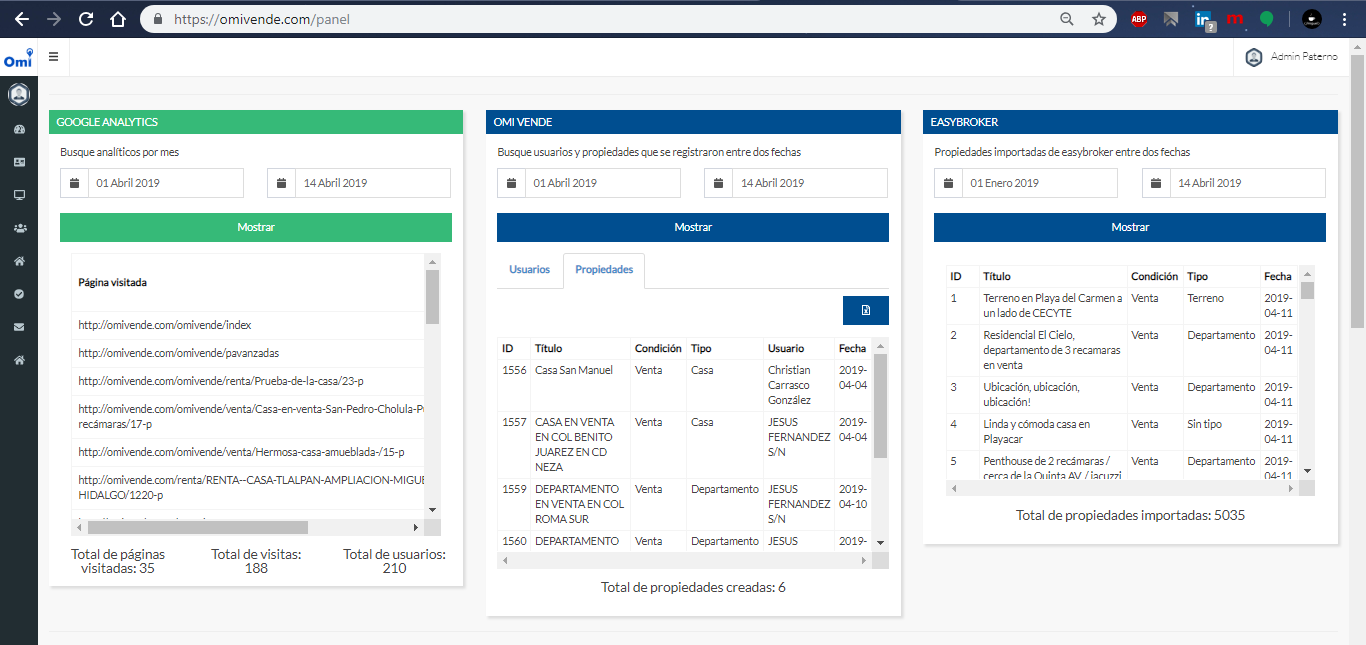 https://omivende.com/panel
ABP
in
?
m
Omi
Admin Paterno
GOOGLE ANALYTICS
Busque analíticos por mes
01 Abril 2019
14 Abril 2019
Mostrar
Página visitada
http://omivende.com/omivende/index
http://omivende.com/omivende/pavanzadas
http://omivende.com/omivende/renta/Prueba-de-la-casa/23-p
http://omivende.com/omivende/venta/Casa-en-venta-San-Pedro-Cholula-Pu
recámaras/17-p
http://omivende.com/omivende/venta/Hermosa-casa-amueblada-/15-p
http://omivende.com/renta/RENTA--CASA-TLALPAN-AMPLIACION-MIGUE
HIDALGO/1220-p
Total de páginas
visitadas: 35
Total de visitas:
188
Total de usuarios:
210
OMI VENDE
Busque usuarios y propiedades que se registraron entre dos fechas
01 Abril 2019
14 Abril 2019
Mostrar
Usuarios
Propiedades
ID Título Condición Tipo Usuario Fecha
1556 Casa San Manuel Venta Casa Christian 2019-
Carrasco 04-04
González
1557 CASA EN VENTA Venta Casa JESUS 2019-
EN COL BENITO FERNANDEZ 04-04
JUAREZ EN CD S/N
NEZA
1559 DEPARTAMENTO Venta Departamento JESUS 2019-
EN VENTA EN COL FERNANDEZ 04-10
ROMA SUR S/N
1560 DEPARTAMENTO Venta Departamento JESUS 2019-
Total de propiedades creadas: 6
EASYBROKER
Propiedades importadas de easybroker entre dos fechas
01 Enero 2019
14 Abril 2019
Mostrar
ID Título Condición Tipo Fecha
1 Terreno en Playa del Carmen a Venta Terreno 2019-
un lado de CECYTE 04-11
2 Residencial El Cielo, Venta Departamento 2019-
departamento de 3 recamaras 04-11
en venta
3 Ubicación, ubicación, Venta Departamento 2019-
ubicación! 04-11
4 Linda y cómoda casa en Venta Sin tipo 2019-
Playacar 04-11
5 Penthouse de 2 recámaras / Venta Departamento 2019-
cerca de la Quinta AV / jacuzzi 04-11
Total de propiedades importadas: 5035